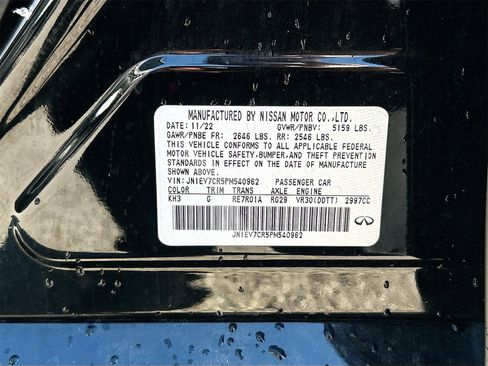 MANUFACTURED BY NISSAN MOTOR CO.,LTD.
DATE: 11/22 GVWR/PNBV: 5159 LBS.
GAWR/PNBE FR: 2646 LBS. RR: 2546 LBS.
THIS VEHICLE CONFORMS TO ALL APPLICABLE FEDERAL
MOTOR VEHICLE SAFETY,BUMPER,AND THEFT PREVENTION
STANDARDS IN EFFECT ON THE DATE OF MANUFACTURE
SHOWN ABOVE.
VIN: JN1EV7CR5PM540962 PASSENGER CAR
COLOR TRIM TRANS AXLE ENGINE
KH3 G RE7R01A RG29 VR30(DDTT) 2997CC
JN1EV7CR5PM540962